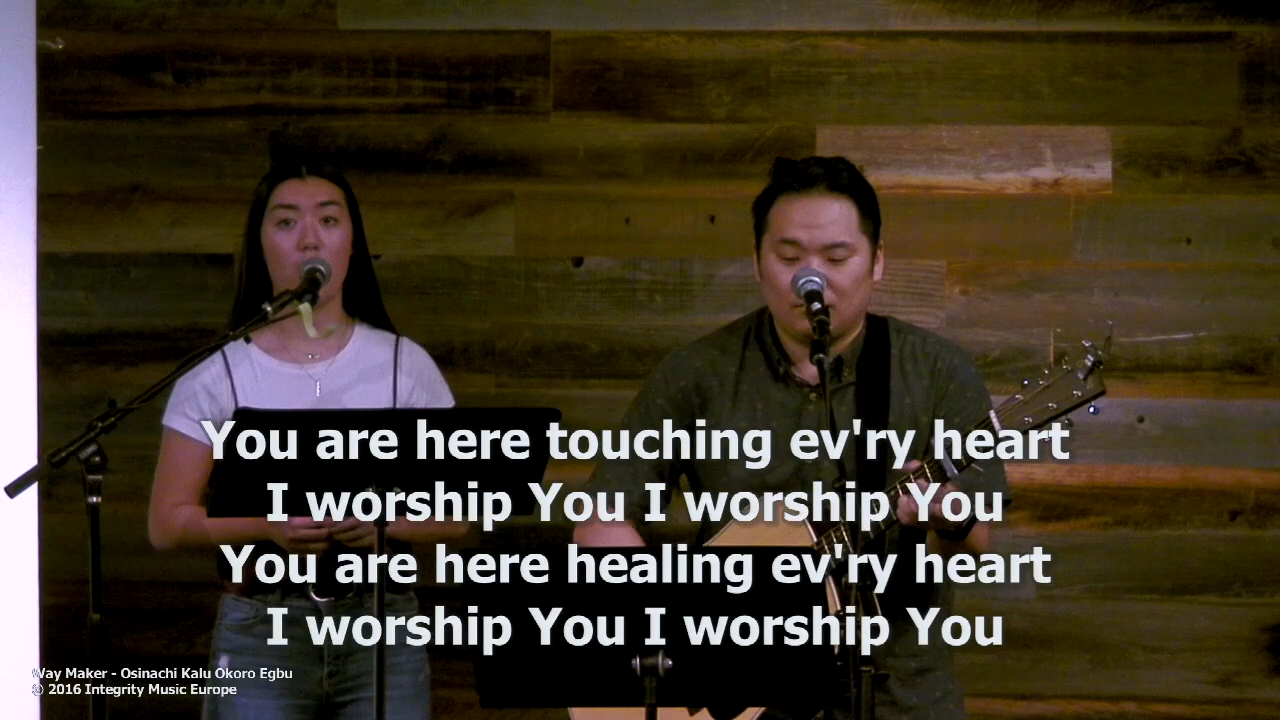 You are here touching ev'ry heart
I worship You I worship You
You are here healing ev'ry heart
I worship You I worship You
Way Maker - Osinachi Kalu Okoro Egbu
© 2016 Integrity Music Europe